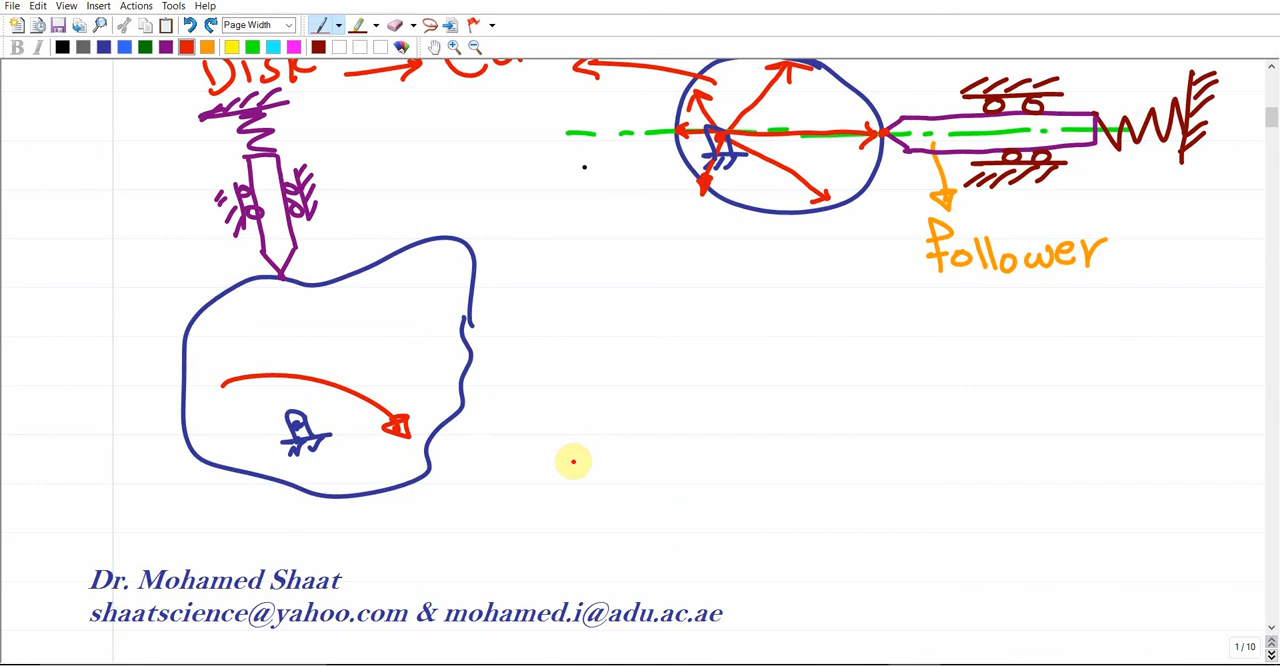 File Edit View Insert Actions Tools Help
Page Width
B I
Disk
Follower
Dr. Mohamed Shaat
shaatscience@yahoo.com & mohamed.i@adu.ac.ae
1 / 10